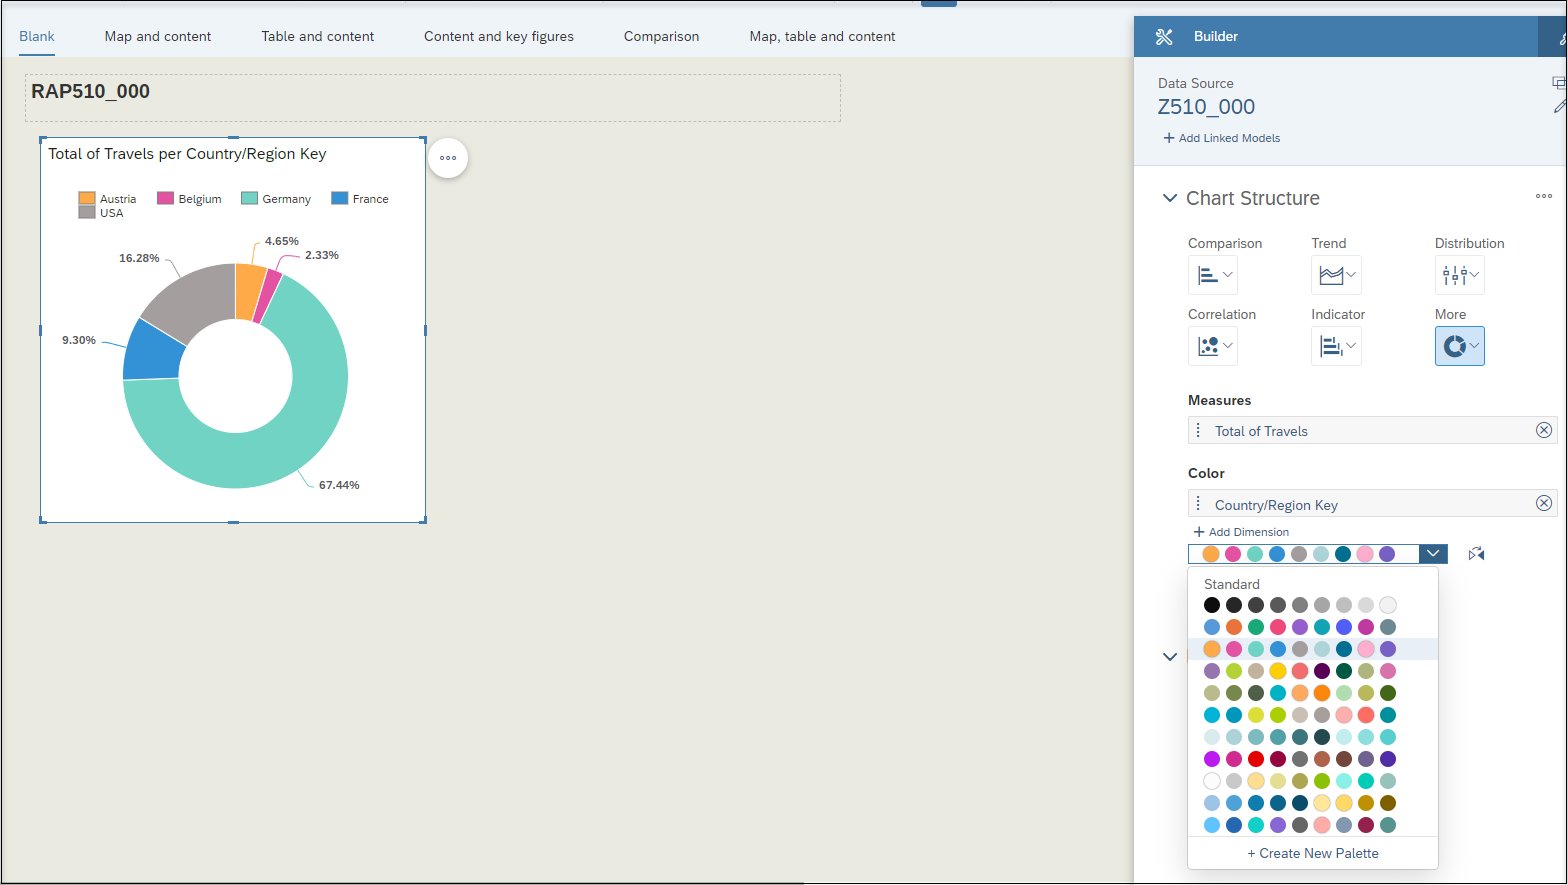 Blank Map and content Table and content Content and key figures Comparison Map, table and content
RAP510_000
Total of Travels per Country/Region Key
Austria Belgium Germany France
USA
4.65%
2.33%
16.28%
9.30%
67.44%
Builder
Data Source
Z510_000
+ Add Linked Models
Chart Structure
Comparison Trend Distribution
Correlation Indicator More
Measures
Total of Travels
Color
Country/Region Key
+ Add Dimension
Standard
+ Create New Palette